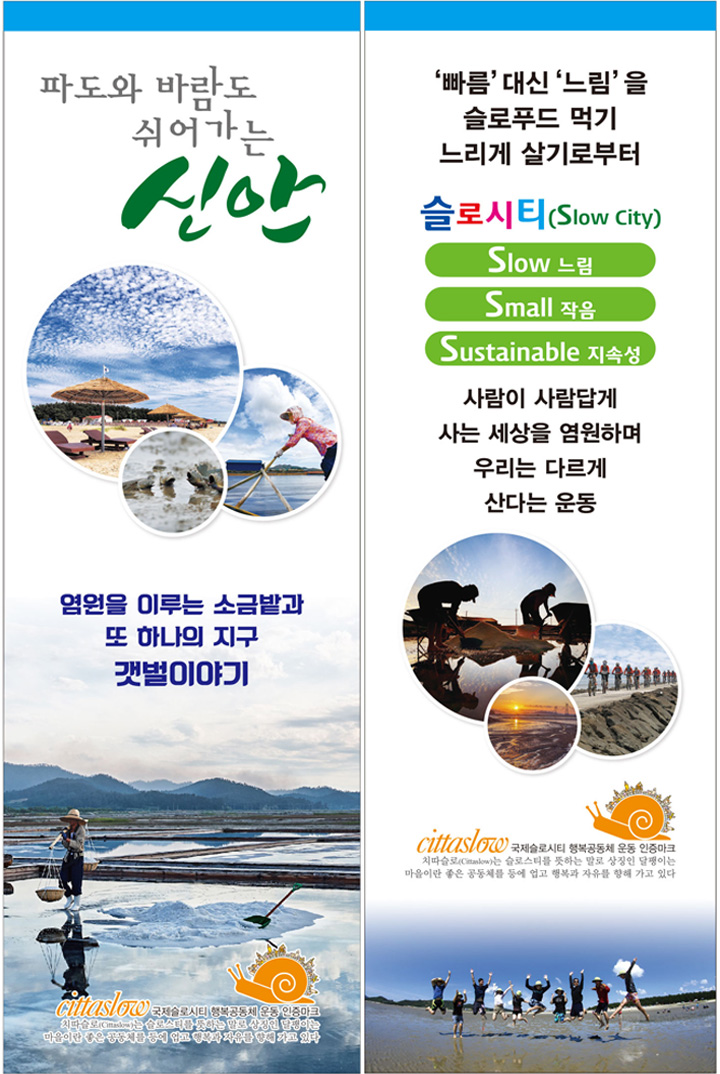 파도와 바람도
쉬어가는
신안
염원을 이루는 소금밭과
또 하나의 지구
갯벌이야기
cittaslow 국제슬로시티 행복공동체 운동 인증마크
치따슬로(Cittaslow)는 슬로스티를 뜻하는 말로 상징인 달팽이는
마을이란 좋은 공동체를 등에 업고 행복과 자유를 향해 가고 있다
‘빠름’ 대신 ‘느림’을
슬로푸드 먹기
느리게 살기로부터
슬로시티(Slow City)
Slow 느림
Small 작음
Sustainable 지속성
사람이 사람답게
사는 세상을 염원하며
우리는 다르게
산다는 운동
cittaslow 국제슬로시티 행복공동체 운동 인증마크
치따슬로(Cittaslow)는 슬로스티를 뜻하는 말로 상징인 달팽이는
마을이란 좋은 공동체를 등에 업고 행복과 자유를 향해 가고 있다